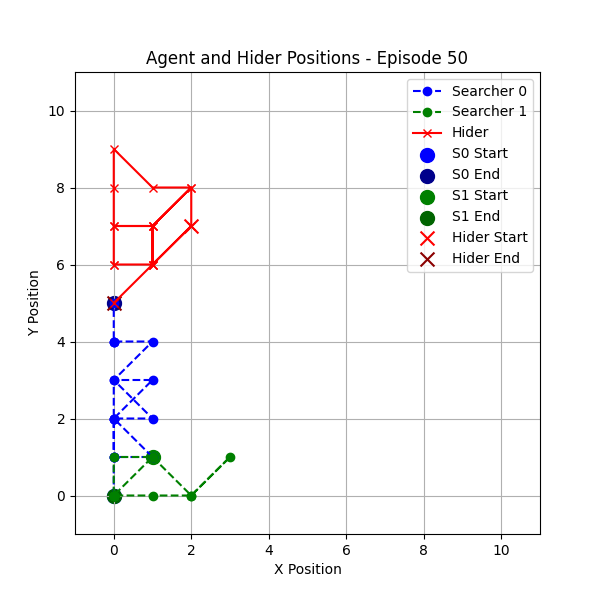 Agent and Hider Positions - Episode 50
Searcher 0
Searcher 1
Hider
S0 Start
S0 End
S1 Start
S1 End
Hider Start
Hider End
10
8
6
4
2
0
Y Position
0
2
4
6
8
10
X Position